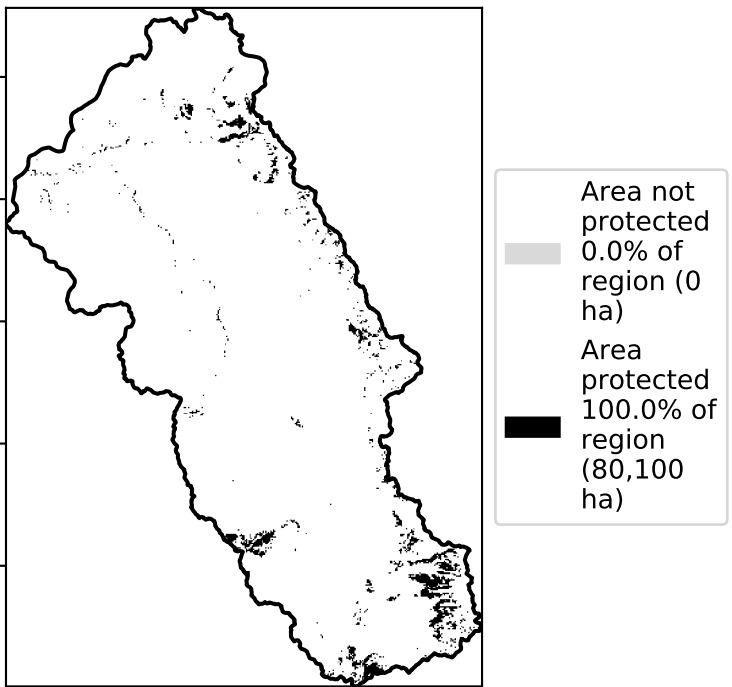 Area not
protected
0.0% of
region (0
ha)
Area
protected
100.0% of
region
(80,100
ha)